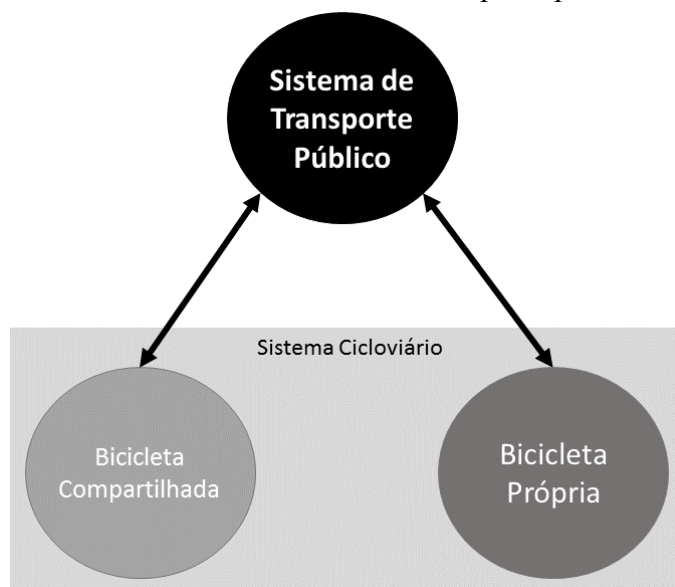 Sistema de
Transporte
Público
Sistema Cicloviário
Bicicleta
Compartilhada
Bicicleta
Própria